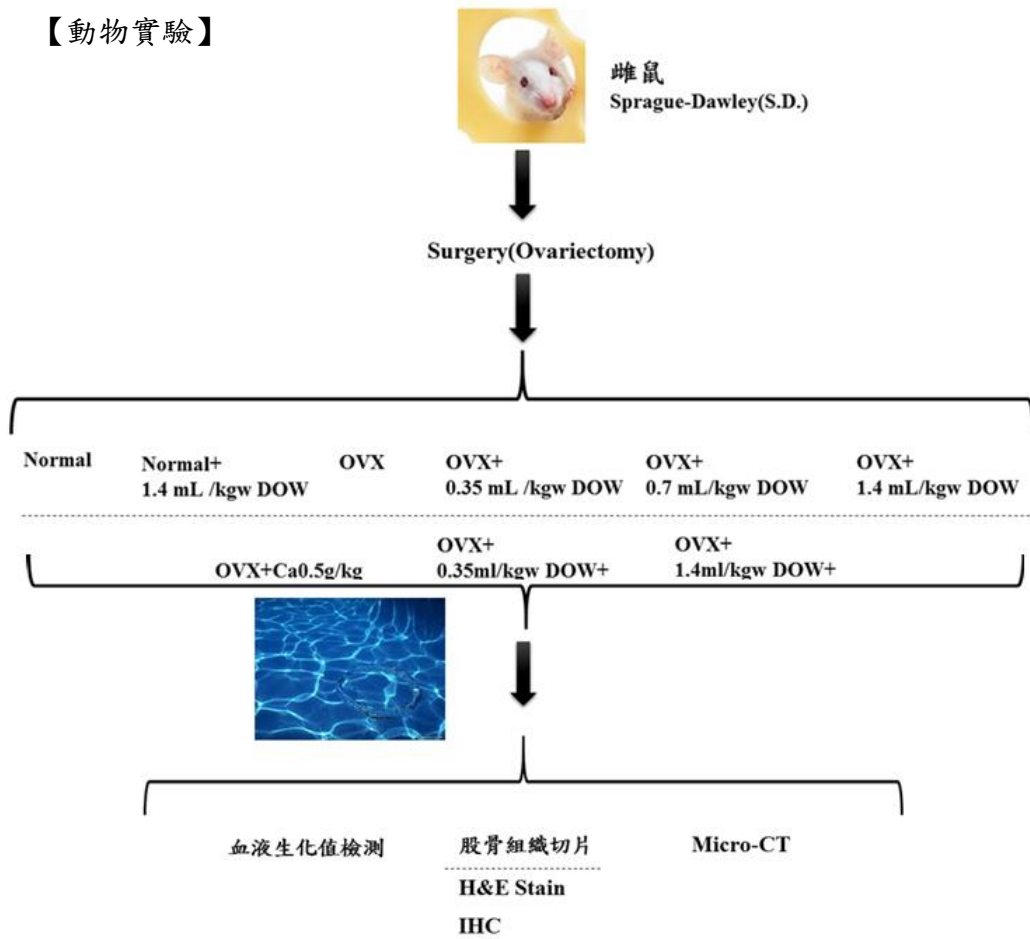 【動物實驗】
雌鼠
Sprague-Dawley(S.D.)
Surgery(Ovariectomy)
Normal
Normal+
1.4 mL /kgw DOW
OVX
OVX+
0.35 mL /kgw DOW
OVX+
0.7 mL/kgw DOW
OVX+
1.4 mL/kgw DOW
OVX+Ca0.5g/kg
OVX+
0.35ml/kgw DOW+
OVX+
1.4ml/kgw DOW+
血液生化值檢測
股骨組織切片
H&E Stain
IHC
Micro-CT